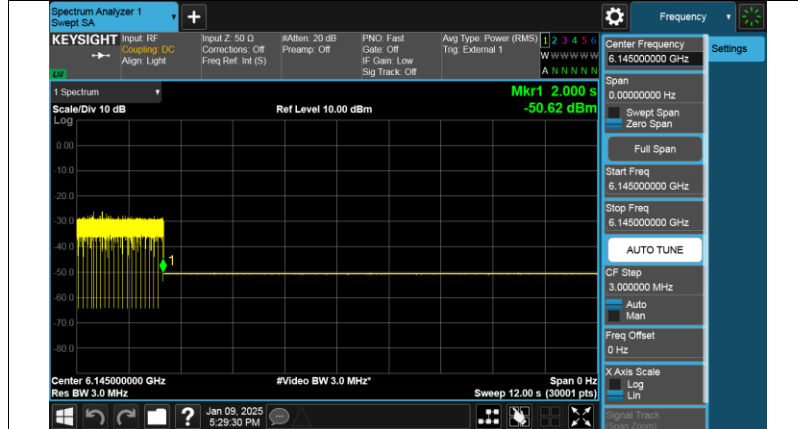 Spectrum Analyzer 1
Swept SA
+
Frequency
KEYSIGHT
Input: RF
Coupling: DC
Align: Light
Input Z: 50 Ω
Corrections: Off
Freq Ref: Int (S)
#Atten: 20 dB
Preamp: Off
PNO: Fast
Gate: Off
IF Gain: Low
Sig Track: Off
Avg Type: Power (RMS)
Trig: External 1
1 2 3 4 5 6
W W W W W W
A N N N N N
1 Spectrum
Mkr1 2.000 s
-50.62 dBm
Scale/Div 10 dB
Ref Level 10.00 dBm
Log
0.00
-10.0
-20.0
-30.0
-40.0
-50.0
-60.0
-70.0
-80.0
1
Center 6.145000000 GHz
Res BW 3.0 MHz
#Video BW 3.0 MHz*
Span 0 Hz
Sweep 12.00 s (30001 pts)
Center Frequency
6.145000000 GHz
Settings
Span
0.00000000 Hz
Swept Span
Zero Span
Full Span
Start Freq
6.145000000 GHz
Stop Freq
6.145000000 GHz
AUTO TUNE
CF Step
3.000000 MHz
Auto
Man
Freq Offset
0 Hz
X Axis Scale
Log
Lin
Signal Track
(Span Zoom)
?
Jan 09, 2025
5:29:30 PM